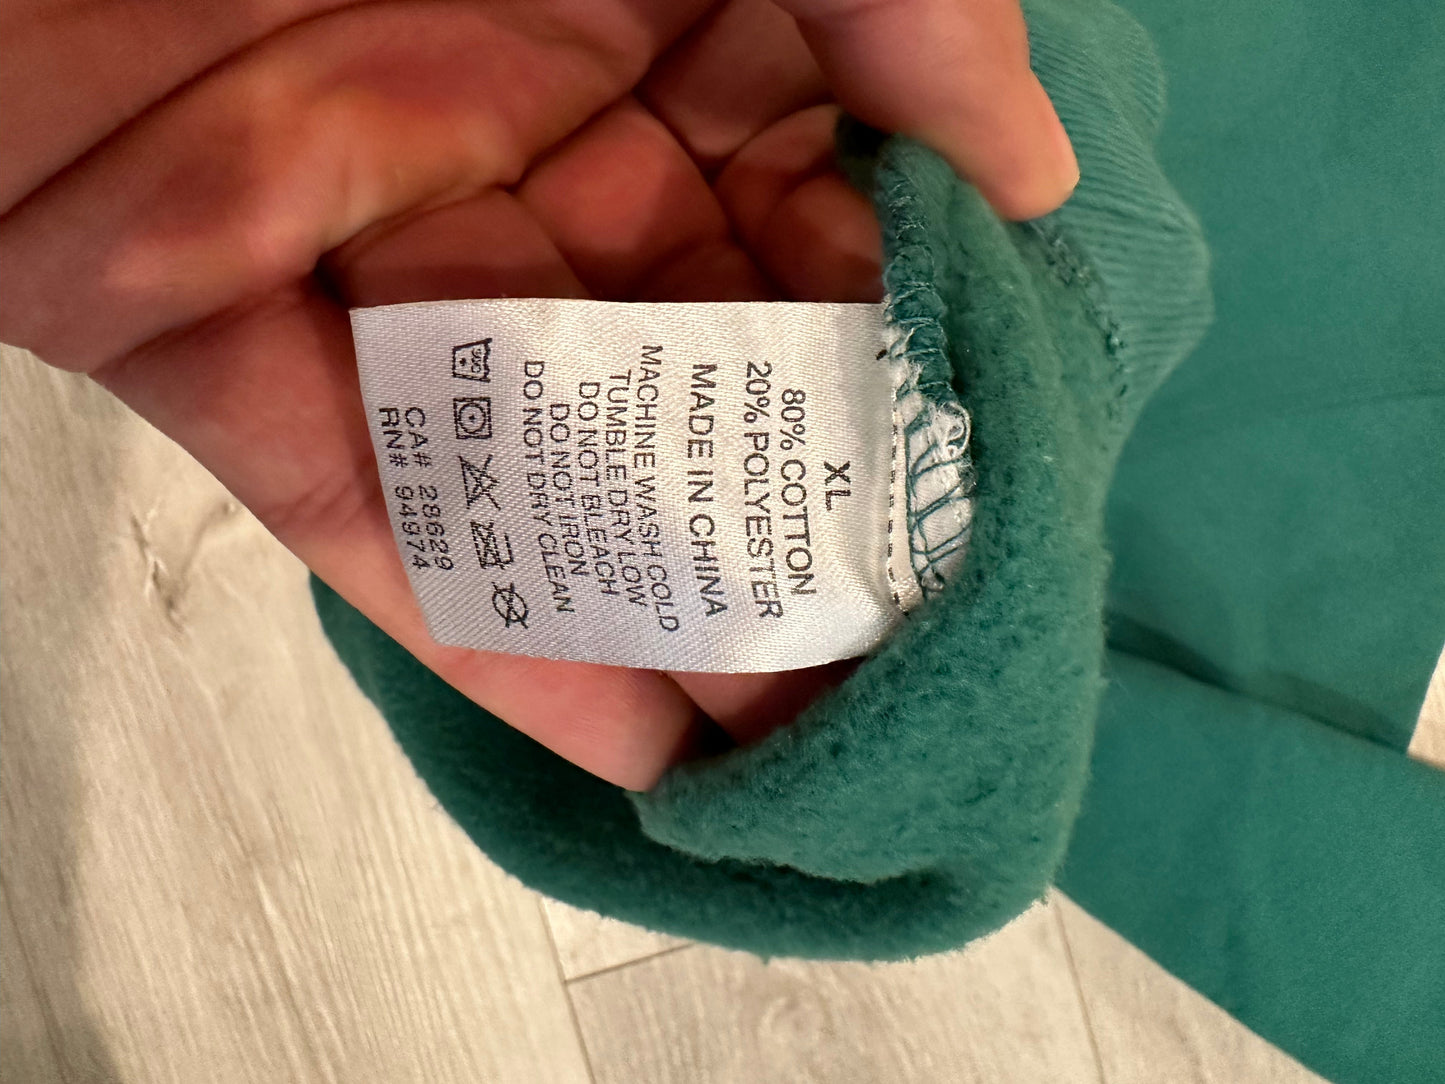 XL
80% COTTON
20% POLYESTER
MADE IN CHINA
MACHINE WASH COLD
TUMBLE DRY LOW
DO NOT BLEACH
DO NOT IRON
DO NOT DRY CLEAN
CA# 28629
RN# 94974